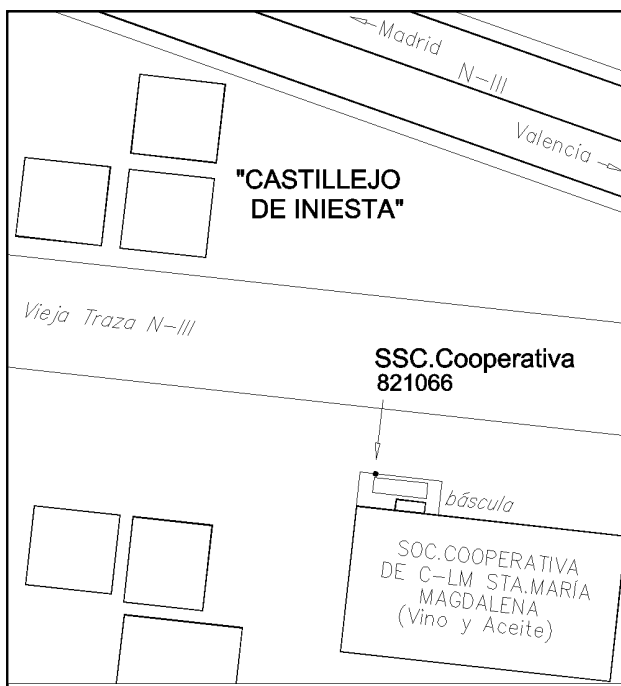 Madrid
N-III
Valencia
"CASTILLEJO
DE INIESTA"
Vieja Traza N-III
SSC.Cooperativa
821066
báscula
SOC.COOPERATIVA
DE C-LM STA.MARÍA
MAGDALENA
(Vino y Aceite)